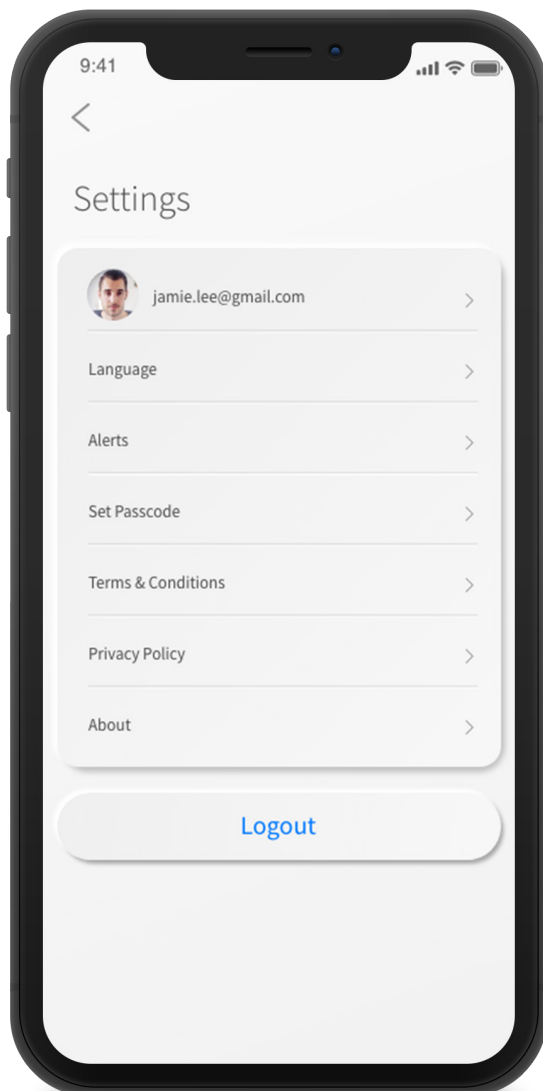 9:41
Settings
jamie.lee@gmail.com
Language
Alerts
Set Passcode
Terms & Conditions
Privacy Policy
About
Logout